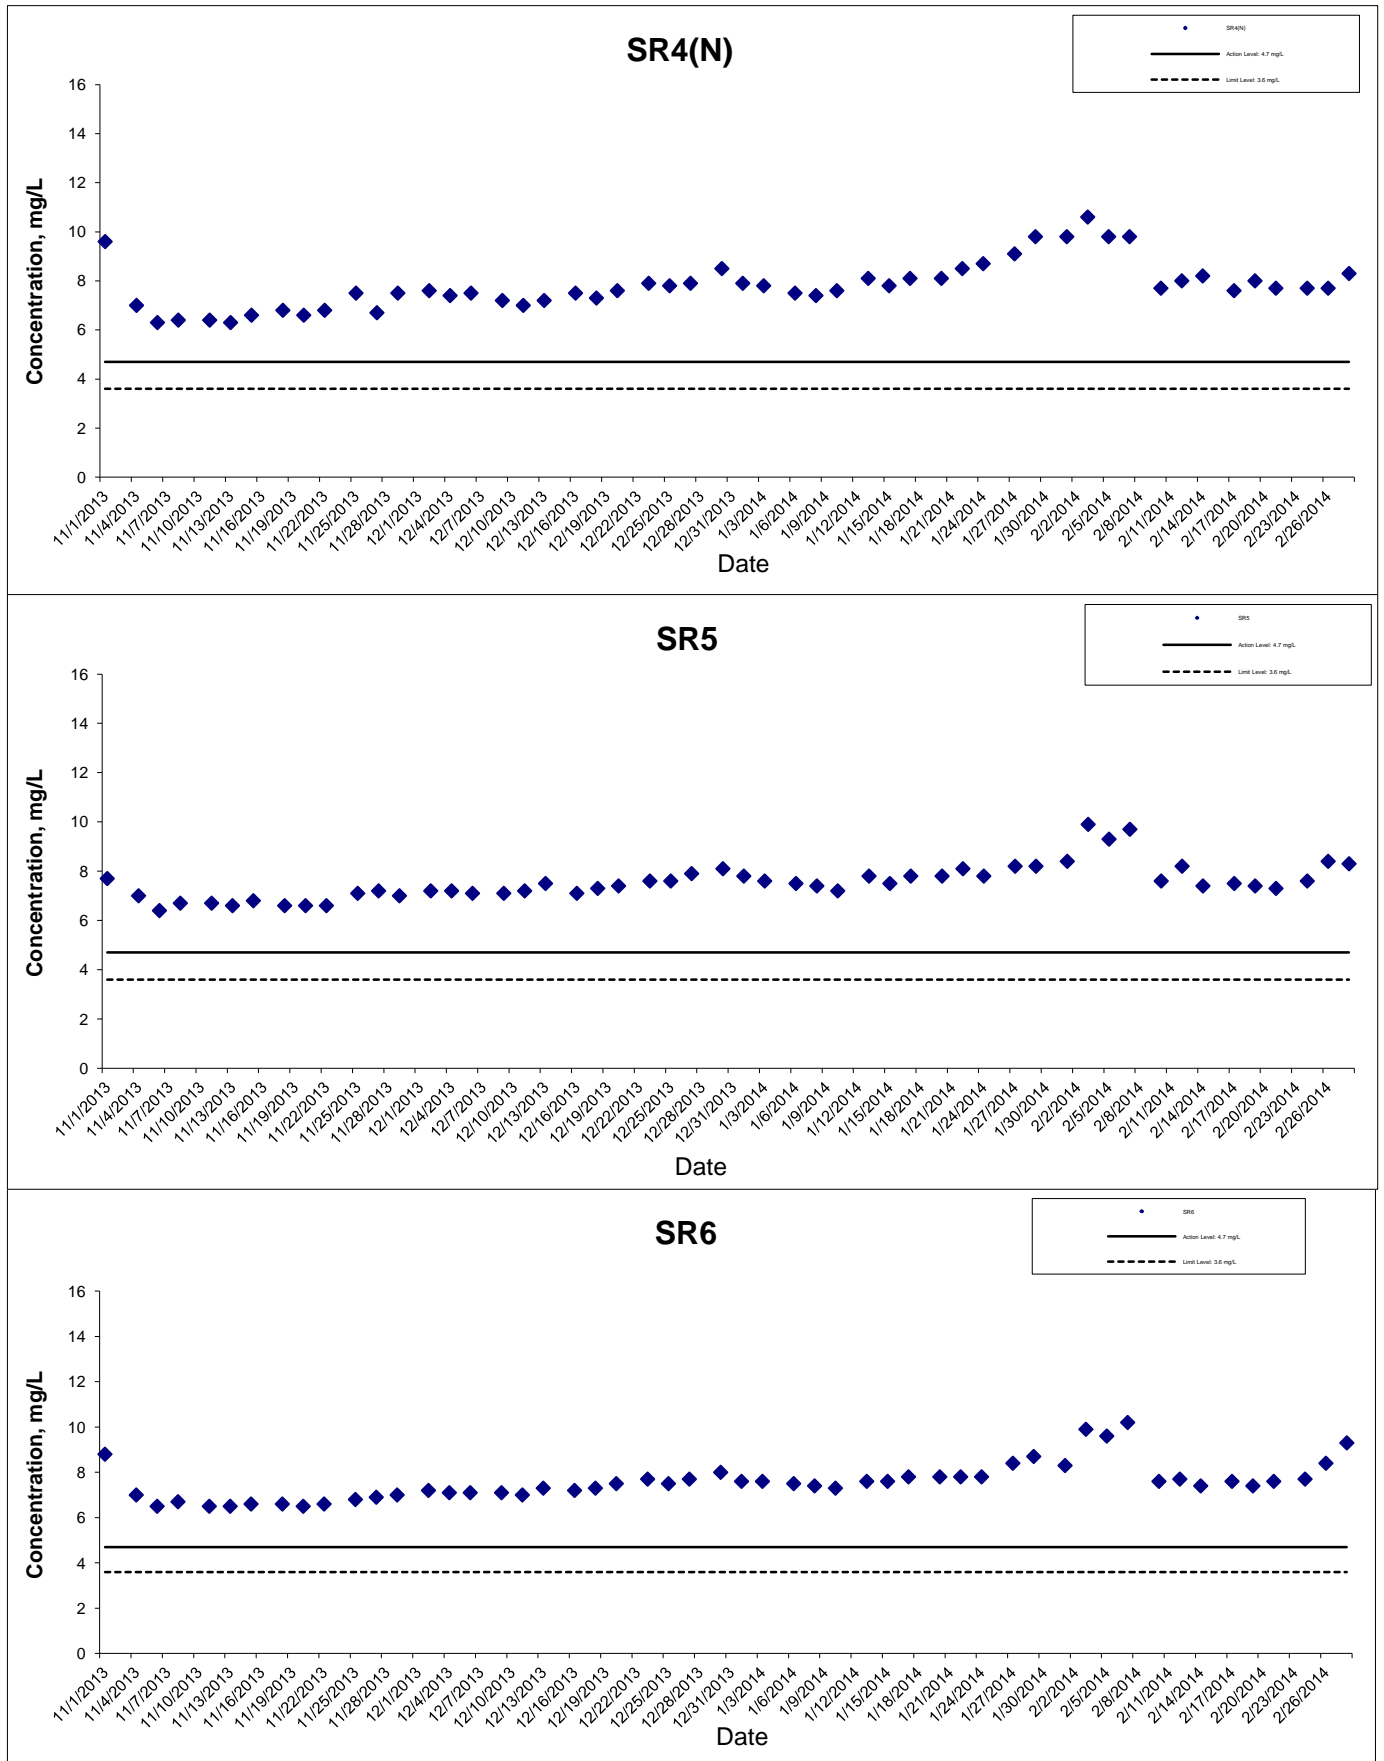 SR4(N)
SR4(N)
Action Level: 4.7 mg/L
Limit Level: 3.6 mg/L
Concentration, mg/L
16
14
12
10
8
6
4
2
0
11/1/2013 11/4/2013 11/7/2013 11/10/2013 11/13/2013 11/16/2013 11/19/2013 11/22/2013 11/25/2013 11/28/2013 12/1/2013 12/4/2013 12/7/2013 12/10/2013 12/13/2013 12/16/2013 12/19/2013 12/22/2013 12/25/2013 12/28/2013 12/31/2013 1/3/2014 1/6/2014 1/9/2014 1/12/2014 1/15/2014 1/18/2014 1/21/2014 1/24/2014 1/27/2014 1/30/2014 2/2/2014 2/5/2014 2/8/2014 2/11/2014 2/14/2014 2/17/2014 2/20/2014 2/23/2014 2/26/2014
Date
SR5
SR5
Action Level: 4.7 mg/L
Limit Level: 3.6 mg/L
Concentration, mg/L
16
14
12
10
8
6
4
2
0
11/1/2013 11/4/2013 11/7/2013 11/10/2013 11/13/2013 11/16/2013 11/19/2013 11/22/2013 11/25/2013 11/28/2013 12/1/2013 12/4/2013 12/7/2013 12/10/2013 12/13/2013 12/16/2013 12/19/2013 12/22/2013 12/25/2013 12/28/2013 12/31/2013 1/3/2014 1/6/2014 1/9/2014 1/12/2014 1/15/2014 1/18/2014 1/21/2014 1/24/2014 1/27/2014 1/30/2014 2/2/2014 2/5/2014 2/8/2014 2/11/2014 2/14/2014 2/17/2014 2/20/2014 2/23/2014 2/26/2014
Date
SR6
SR6
Action Level: 4.7 mg/L
Limit Level: 3.6 mg/L
Concentration, mg/L
16
14
12
10
8
6
4
2
0
11/1/2013 11/4/2013 11/7/2013 11/10/2013 11/13/2013 11/16/2013 11/19/2013 11/22/2013 11/25/2013 11/28/2013 12/1/2013 12/4/2013 12/7/2013 12/10/2013 12/13/2013 12/16/2013 12/19/2013 12/22/2013 12/25/2013 12/28/2013 12/31/2013 1/3/2014 1/6/2014 1/9/2014 1/12/2014 1/15/2014 1/18/2014 1/21/2014 1/24/2014 1/27/2014 1/30/2014 2/2/2014 2/5/2014 2/8/2014 2/11/2014 2/14/2014 2/17/2014 2/20/2014 2/23/2014 2/26/2014
Date